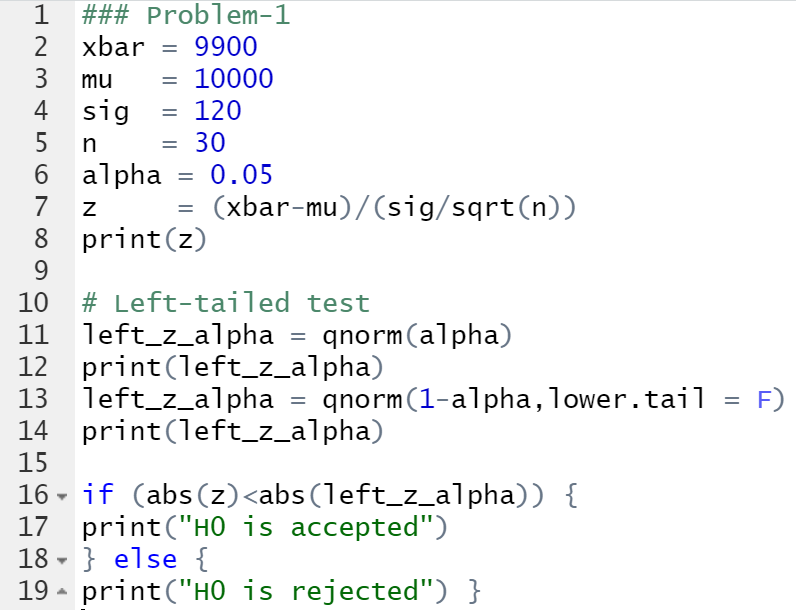 1 ### Problem-1
2 xbar = 9900
3 mu   = 10000
4 sig  = 120
5 n    = 30
6 alpha = 0.05
7 z     = (xbar-mu)/(sig/sqrt(n))
8 print(z)
9
10 # Left-tailed test
11 left_z_alpha = qnorm(alpha)
12 print(left_z_alpha)
13 left_z_alpha = qnorm(1-alpha,lower.tail = F)
14 print(left_z_alpha)
15
16 if (abs(z)<abs(left_z_alpha)) {
17 print("H0 is accepted")
18 } else {
19 print("H0 is rejected") }